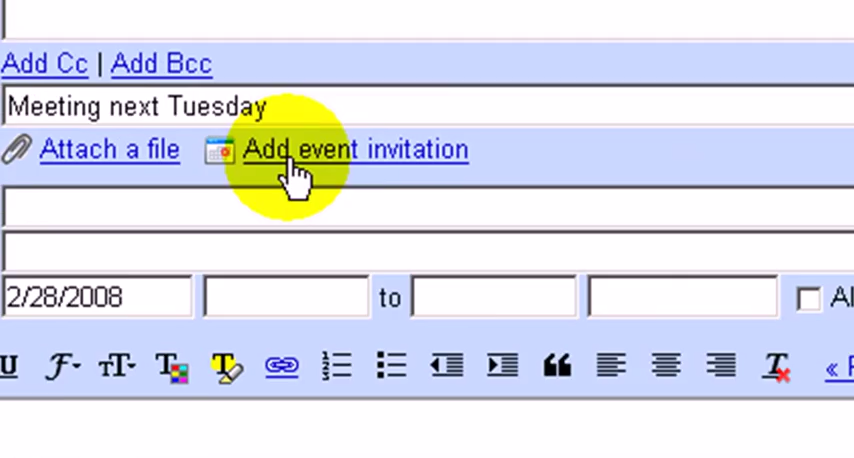 Add Cc | Add Bcc
Meeting next Tuesday
Attach a file Add event invitation
2/28/2008 to Al
U F T T T T
« P